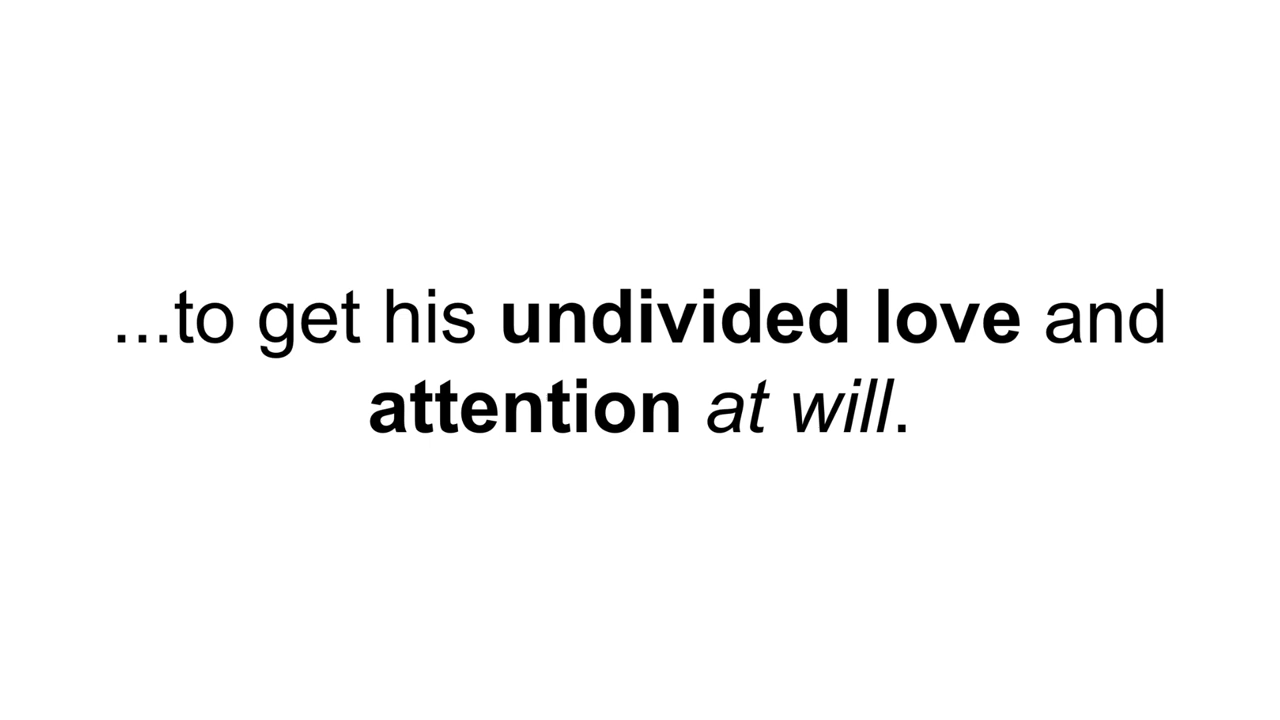 ...to get his undivided love and
attention at will.